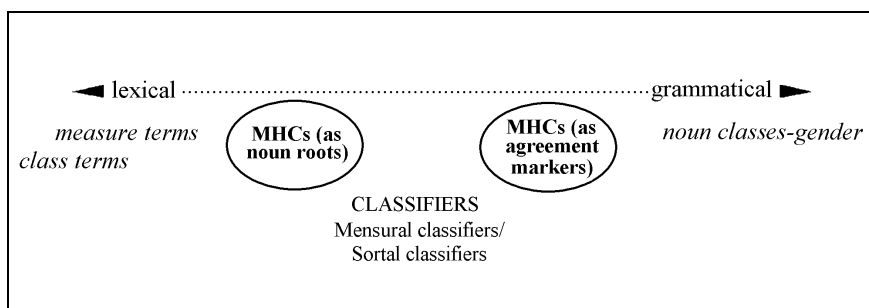 lexical grammatical
measure terms
class terms
MHCs (as
noun roots)
MHCs (as
agreement
markers)
noun classes-gender
CLASSIFIERS
Mensural classifiers/
Sortal classifiers